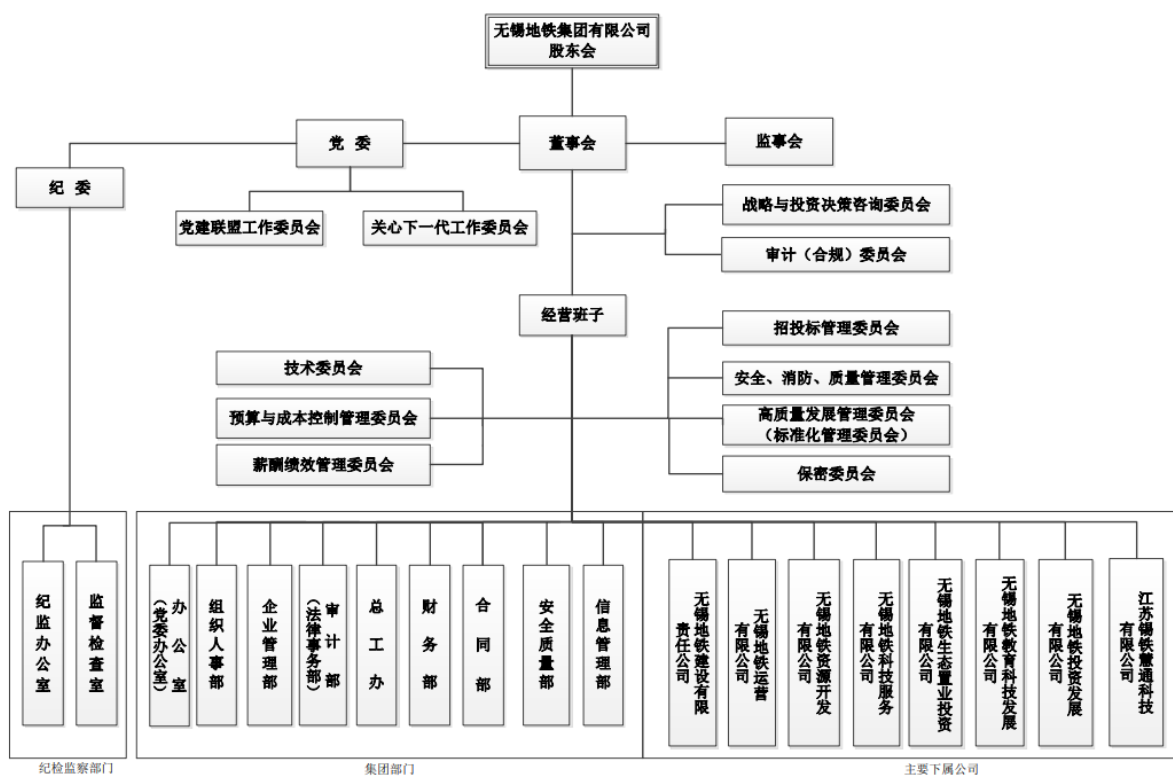 无锡地铁集团有限公司
股东会
党 委
董事会
监事会
纪 委
党建联盟工作委员会
关心下一代工作委员会
战略与投资决策咨询委员会
审计（合规）委员会
经营班子
招投标管理委员会
技术委员会
安全、消防、质量管理委员会
预算与成本控制管理委员会
高质量发展管理委员会
（标准化管理委员会）
薪酬绩效管理委员会
保密委员会
纪监办公室
监督检查室
办公室
（党委办公室）
组织人事部
企业管理部
审计部
（法律事务部）
总工办
财务部
合同部
安全质量部
信息管理部
无锡地铁建设有限
责任公司
无锡地铁运营
有限公司
无锡地铁资源开发
有限公司
无锡地铁科技服务
有限公司
无锡地铁生态置业投资
有限公司
无锡地铁教育科技发展
有限公司
无锡地铁投资发展
有限公司
江苏锡铁慧通科技
有限公司
纪检监察部门
集团部门
主要下属公司